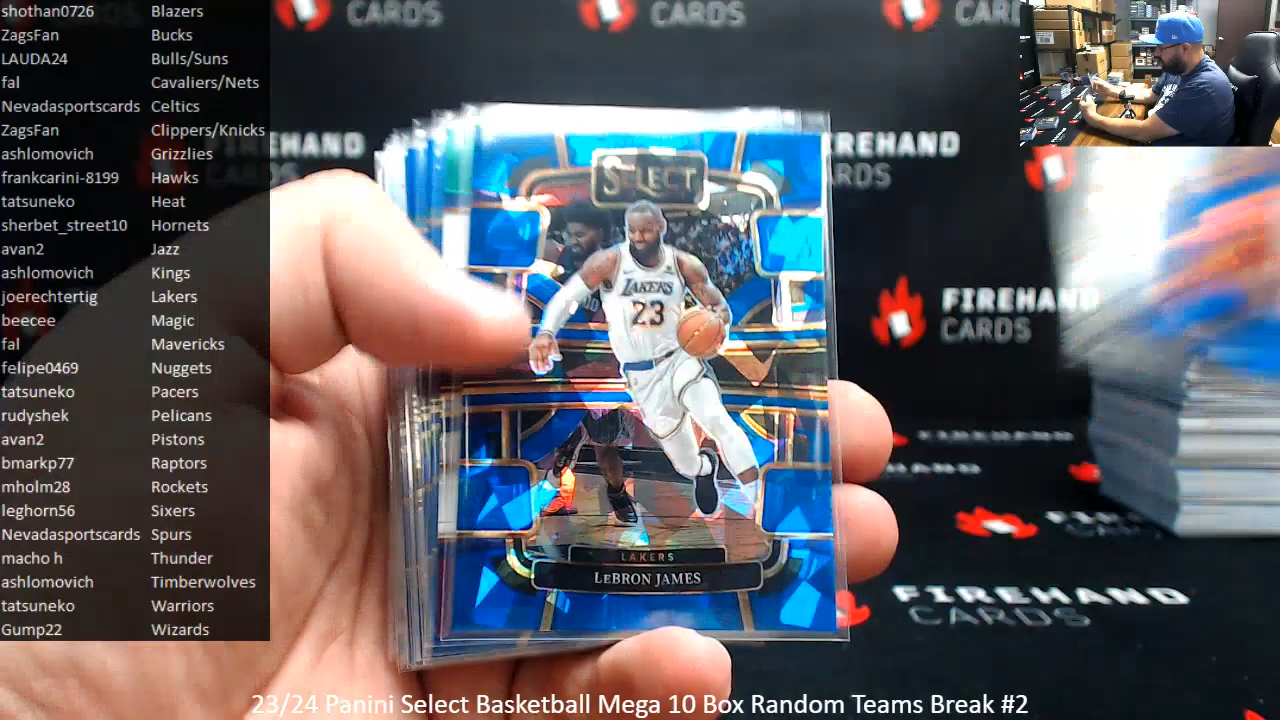 shothan0726 Blazers
ZagsFan Bucks
LAUDA24 Bulls/Suns
fal Cavaliers/Nets
Nevadasportscards Celtics
ZagsFan Clippers/Knicks
ashlomovich Grizzlies
frankcarini-8199 Hawks
tatsuneko Heat
sherbet_street10 Hornets
avan2 Jazz
ashlomovich Kings
joerechtertig Lakers
beecee Magic
fal Mavericks
felipe0469 Nuggets
tatsuneko Pacers
rudyshek Pelicans
avan2 Pistons
bmarkp77 Raptors
mholm28 Rockets
leghorn56 Sixers
Nevadasportscards Spurs
macho h Thunder
ashlomovich Timberwolves
tatsuneko Warriors
Gump22 Wizards
CARDS
CARDS
CARDS
SELECT
LAKERS
23
LAKERS
LEBRON JAMES
FIREHAND
CARDS
FIREHAND
CARDS
23/24 Panini Select Basketball Mega 10 Box Random Teams Break #2